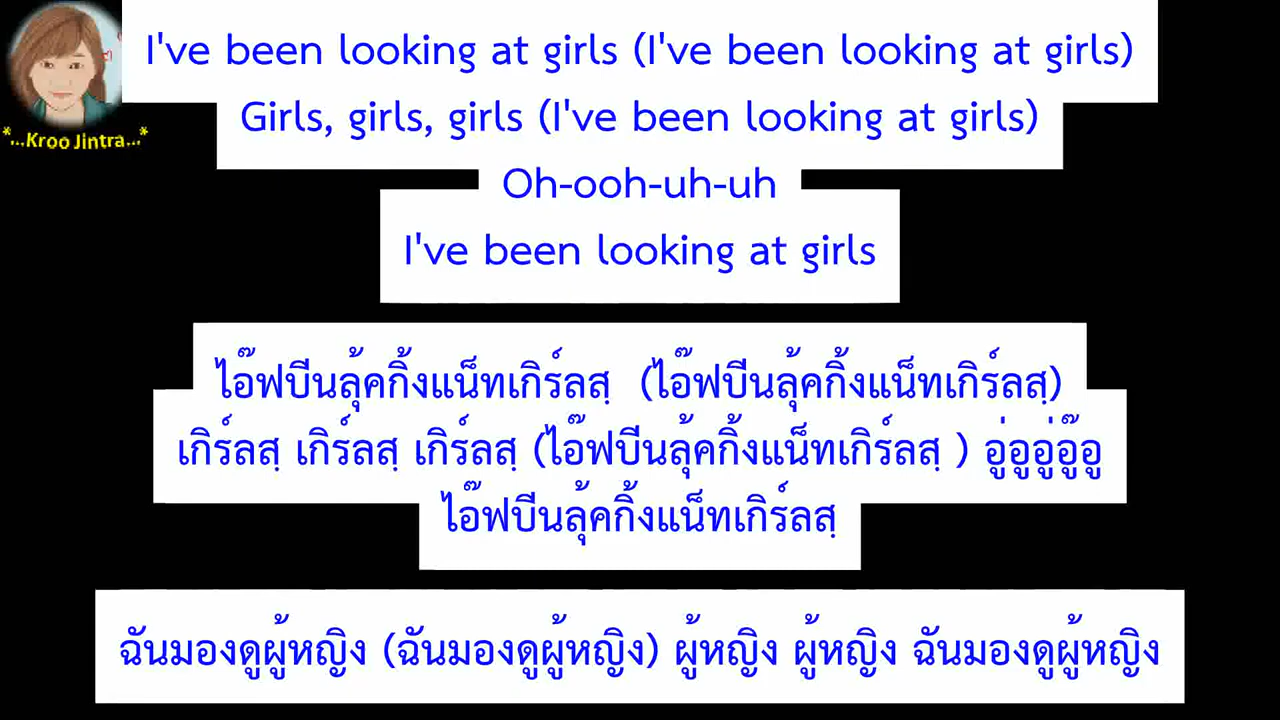 I've been looking at girls (I've been looking at girls)
Girls, girls, girls (I've been looking at girls)
Oh-ooh-uh-uh
I've been looking at girls
*...Kroo Jintra...*
ไอ๊ฟบีนลุ้คกิ้งแน็ทเกิร์ลสฺ (ไอ๊ฟบีนลุ้คกิ้งแน็ทเกิร์ลสฺ)
เกิร์ลสฺ เกิร์ลสฺ เกิร์ลสฺ (ไอ๊ฟบีนลุ้คกิ้งแน็ทเกิร์ลสฺ ) อู่อูอู่อู๊อู
ไอ๊ฟบีนลุ้คกิ้งแน็ทเกิร์ลสฺ
ฉันมองดูผู้หญิง (ฉันมองดูผู้หญิง) ผู้หญิง ผู้หญิง ฉันมองดูผู้หญิง